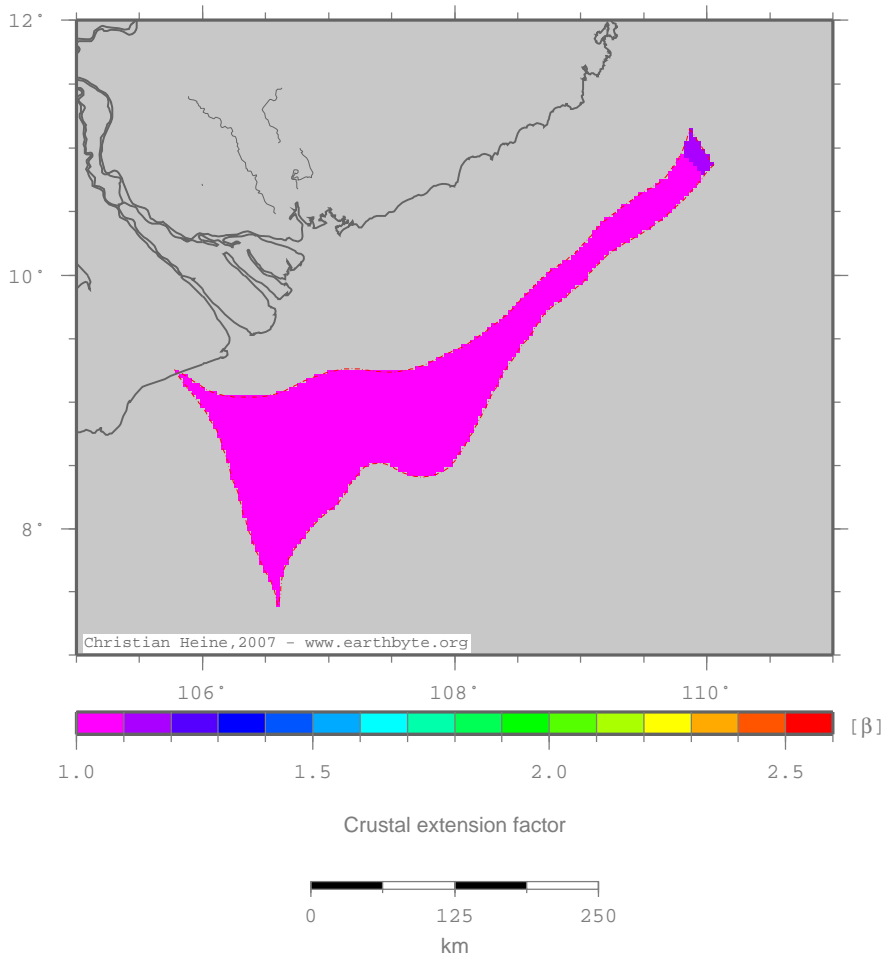 12°
10°
8°
Christian Heine,2007 - www.earthbyte.org
106° 108° 110°
[β]
1.0 1.5 2.0 2.5
Crustal extension factor
0 125 250
km